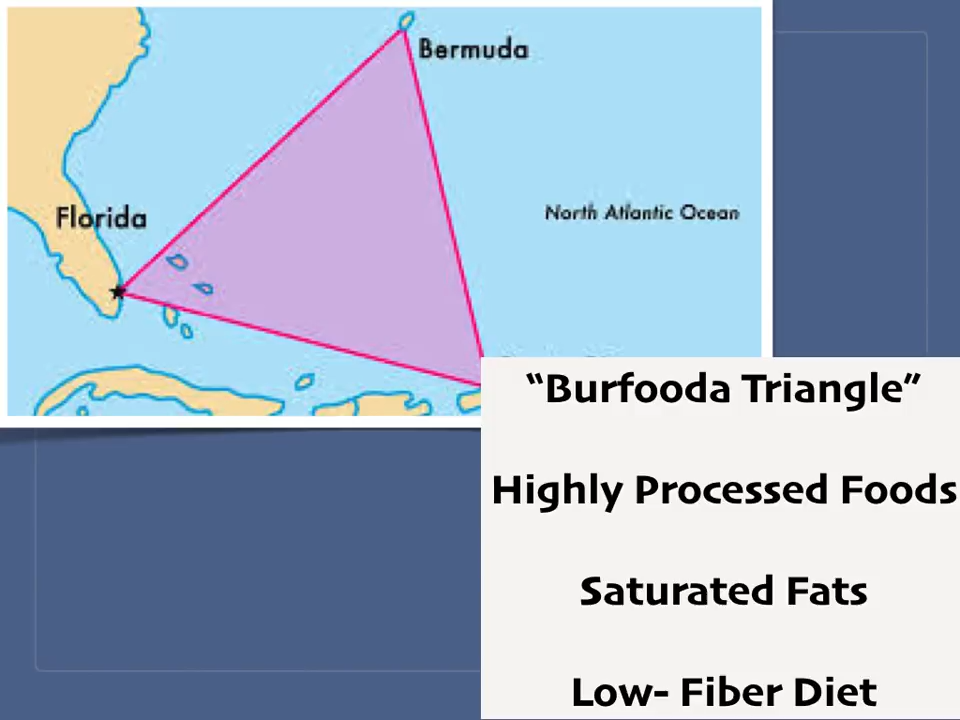 Bermuda
Florida
North Atlantic Ocean
“Burfooda Triangle”
Highly Processed Foods
Saturated Fats
Low- Fiber Diet